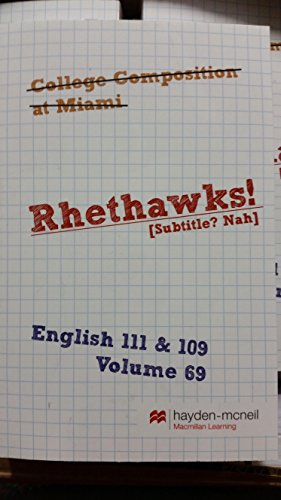 College Composition
at Miami
Rhethawks!
[Subtitle? Nah]
English 111 & 109
Volume 69
hayden-mcneil
Macmillan Learning